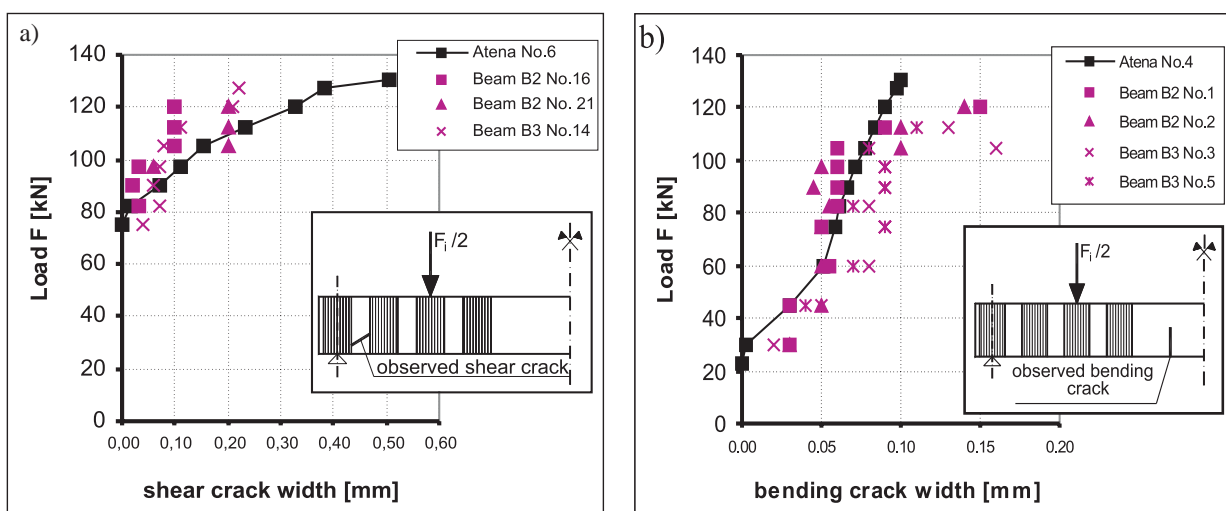 a)
140
120
100
80
60
40
20
0
Load F [kN]
0,00 0,10 0,20 0,30 0,40 0,50 0,60
shear crack width [mm]
Atena No.6
Beam B2 No.16
Beam B2 No. 21
Beam B3 No.14
F i /2
observed shear crack
b)
140
120
100
80
60
40
20
0
Load F [kN]
0.00 0.05 0.10 0.15 0.20
bending crack width [mm]
Atena No.4
Beam B2 No.1
Beam B2 No.2
Beam B3 No.3
Beam B3 No.5
F i /2
observed bending
crack